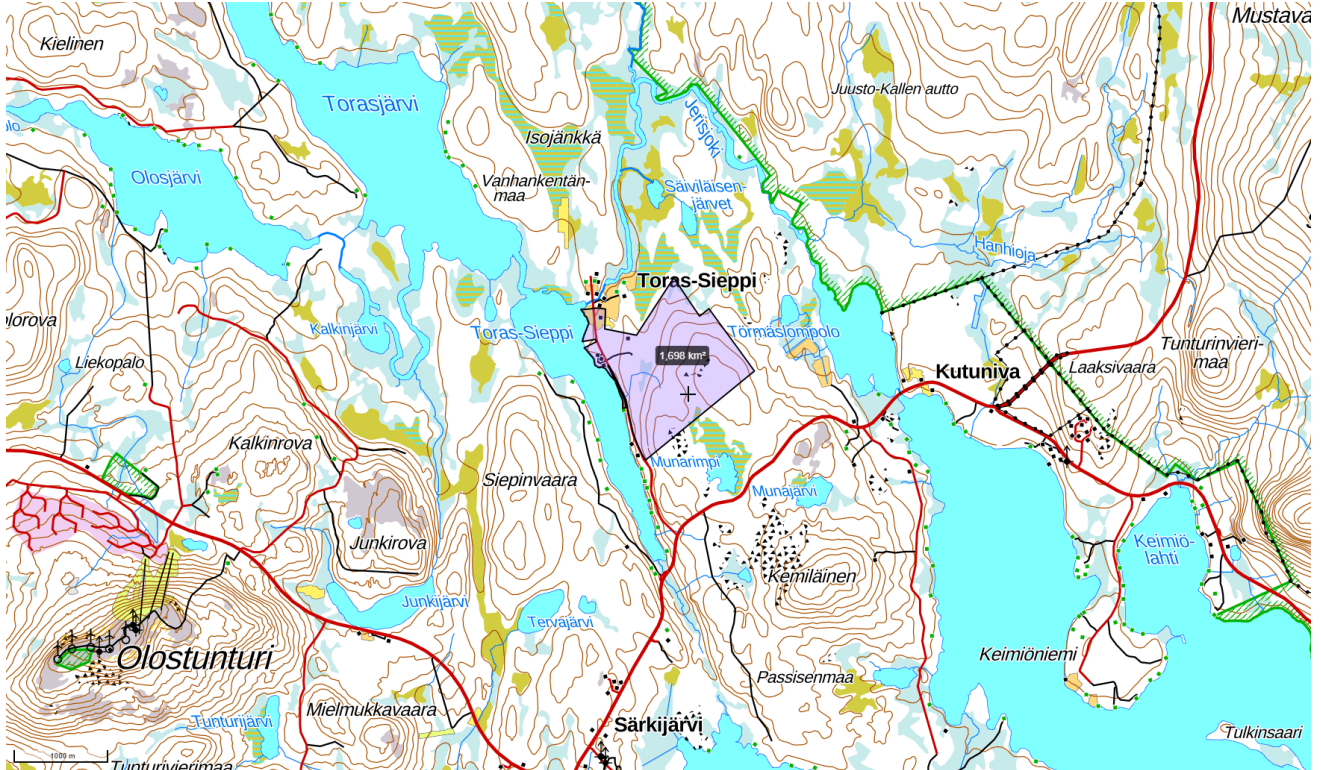 Kielinen
Mustava
Torasjärvi
Juusto-Kallen autto
Jerisjoki
Isojänkkä
Olosjärvi
Vanhankentän-
maa
Säiviläisen-
järvet
Hanhioja
Toras-Sieppi
olorova
Kalkinjärvi
Toras-Sieppi
Törmäslompolo
Liekopalo
1,698 km²
Tunturinvieri-
maa
Kutuniva
Laaksivaara
Kalkinrova
Siepinvaara
Munarimpi
Munajärvi
Junkirova
Keimiö-
lahti
Kemiläinen
Junkijärvi
Tervajärvi
Olostunturi
Keimiöniemi
Passisenmaa
Mielmukkavaara
Tunturijärvi
Särkijärvi
Tulkinsaari
1000 m
Tunturivierimaa